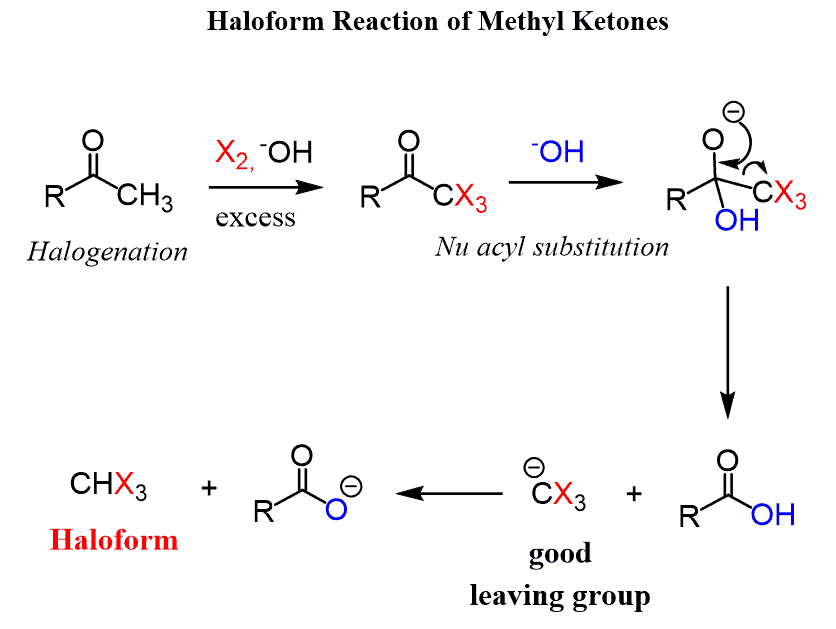 Haloform Reaction of Methyl Ketones
O
R
CH₃
Halogenation
X₂, ⁻OH
excess
O
R
CX₃
⁻OH
Nu acyl substitution
⊖
O
R
CX₃
OH
CHX₃
Haloform
+
O
R
O
⊖
⊖
CX₃
good
leaving group
+
O
R
OH